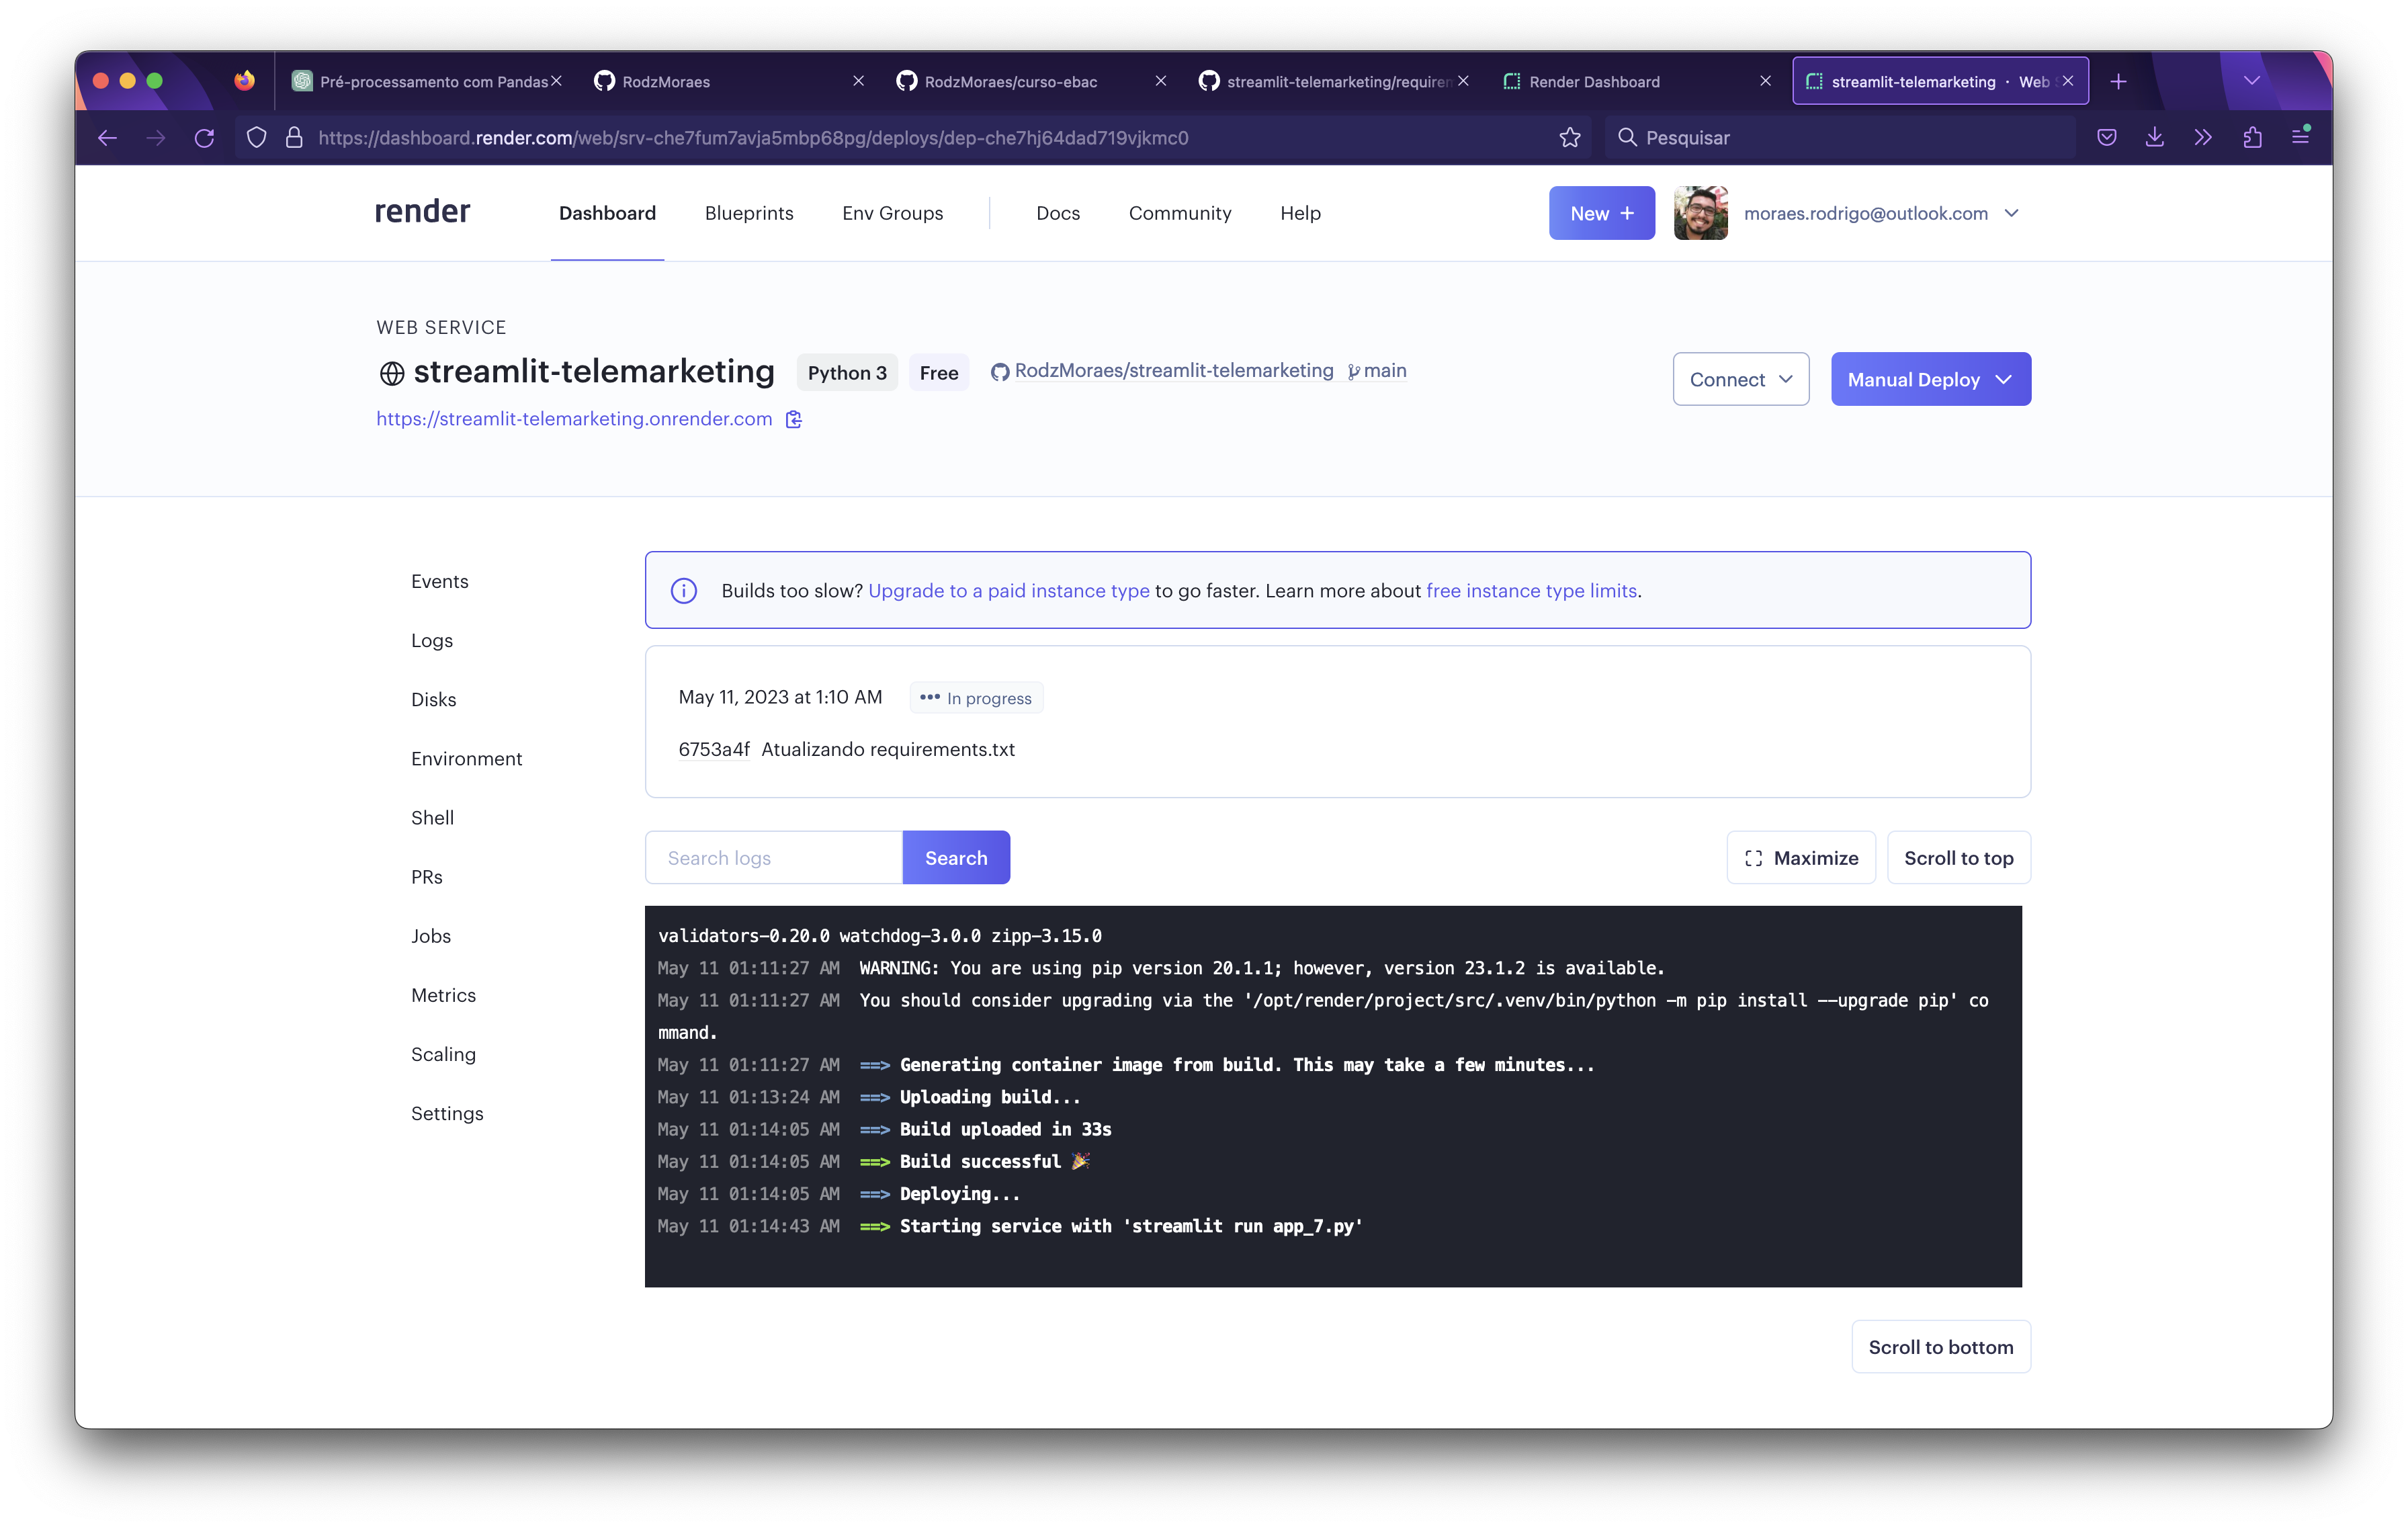 Pré-processamento com Pandas
RodzMoraes
RodzMoraes/curso-ebac
streamlit-telemarketing/requirem
Render Dashboard
streamlit-telemarketing · Web S
https://dashboard.render.com/web/srv-che7fum7avja5mbp68pg/deploys/dep-che7hj64dad719vjkmc0
Pesquisar
render
Dashboard
Blueprints
Env Groups
Docs
Community
Help
New +
moraes.rodrigo@outlook.com
WEB SERVICE
streamlit-telemarketing
Python 3
Free
RodzMoraes/streamlit-telemarketing
main
Connect
Manual Deploy
https://streamlit-telemarketing.onrender.com
Events
Logs
Disks
Environment
Shell
PRs
Jobs
Metrics
Scaling
Settings
Builds too slow? Upgrade to a paid instance type to go faster. Learn more about free instance type limits.
May 11, 2023 at 1:10 AM
••• In progress
6753a4f Atualizando requirements.txt
Search logs
Search
Maximize
Scroll to top
validators-0.20.0 watchdog-3.0.0 zipp-3.15.0
May 11 01:11:27 AM WARNING: You are using pip version 20.1.1; however, version 23.1.2 is available.
May 11 01:11:27 AM You should consider upgrading via the '/opt/render/project/src/.venv/bin/python -m pip install --upgrade pip' co
mmand.
May 11 01:11:27 AM ==> Generating container image from build. This may take a few minutes...
May 11 01:13:24 AM ==> Uploading build...
May 11 01:14:05 AM ==> Build uploaded in 33s
May 11 01:14:05 AM ==> Build successful 🎉
May 11 01:14:05 AM ==> Deploying...
May 11 01:14:43 AM ==> Starting service with 'streamlit run app_7.py'
Scroll to bottom